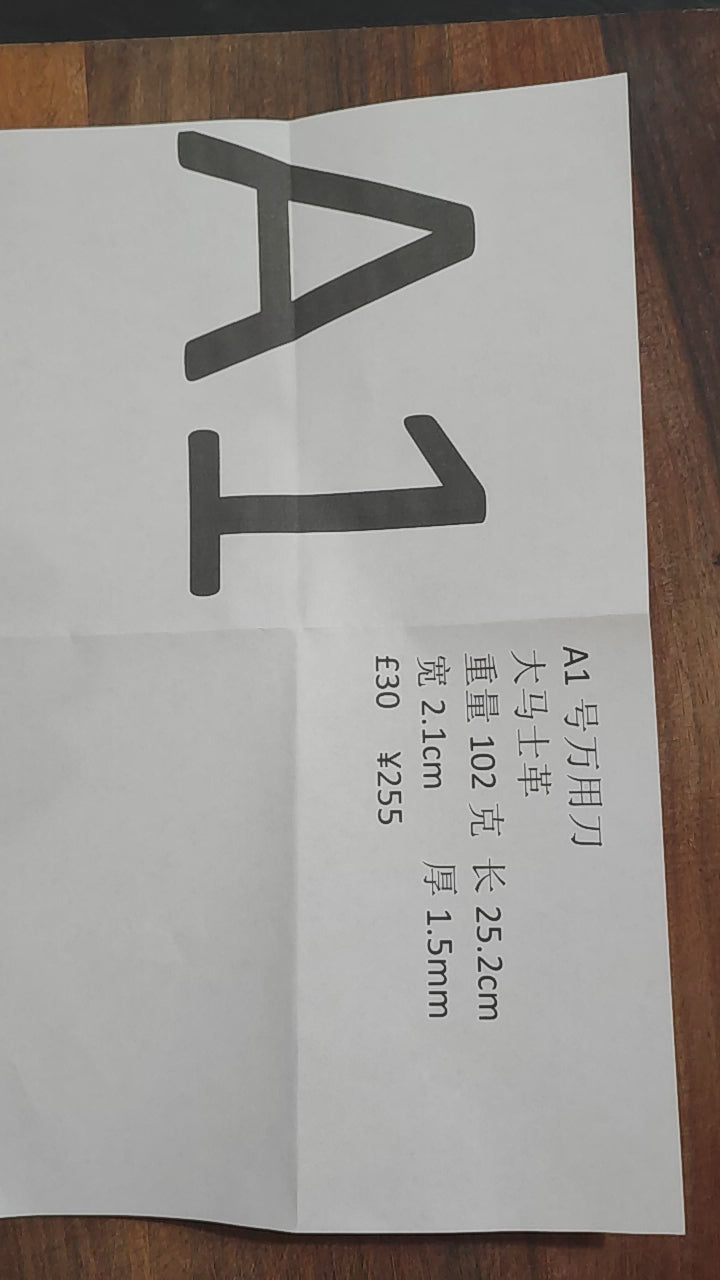 A1
A1 号万用刀
大马士革
重量 102 克 长 25.2cm
宽 2.1cm 厚 1.5mm
£30 ¥255